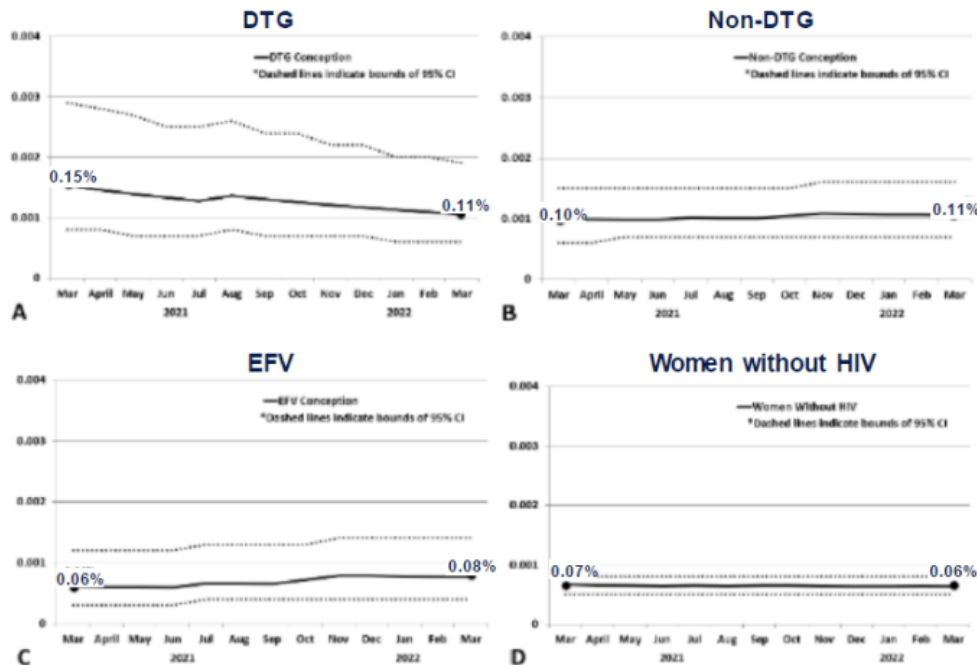 DTG
0.004
DTG Conception
*Dashed lines indicate bounds of 95% CI
0.003
0.002
0.15%
0.11%
0.001
0
Mar April May Jun Jul Aug Sep Oct Nov Dec Jan Feb Mar
2021 2022
A
Non-DTG
0.004
Non-DTG Conception
*Dashed lines indicate bounds of 95% CI
0.003
0.002
0.10%
0.11%
0.001
0
Mar April May Jun Jul Aug Sep Oct Nov Dec Jan Feb Mar
2021 2022
B
EFV
0.004
EFV Conception
*Dashed lines indicate bounds of 95% CI
0.003
0.002
0.001
0.06%
0.08%
0
Mar April May Jun Jul Aug Sep Oct Nov Dec Jan Feb Mar
2021 2022
C
Women without HIV
0.004
Women Without HIV
*Dashed lines indicate bounds of 95% CI
0.003
0.002
0.001
0.07%
0.06%
0
Mar April May Jun Jul Aug Sep Oct Nov Dec Jan Feb Mar
2021 2022
D